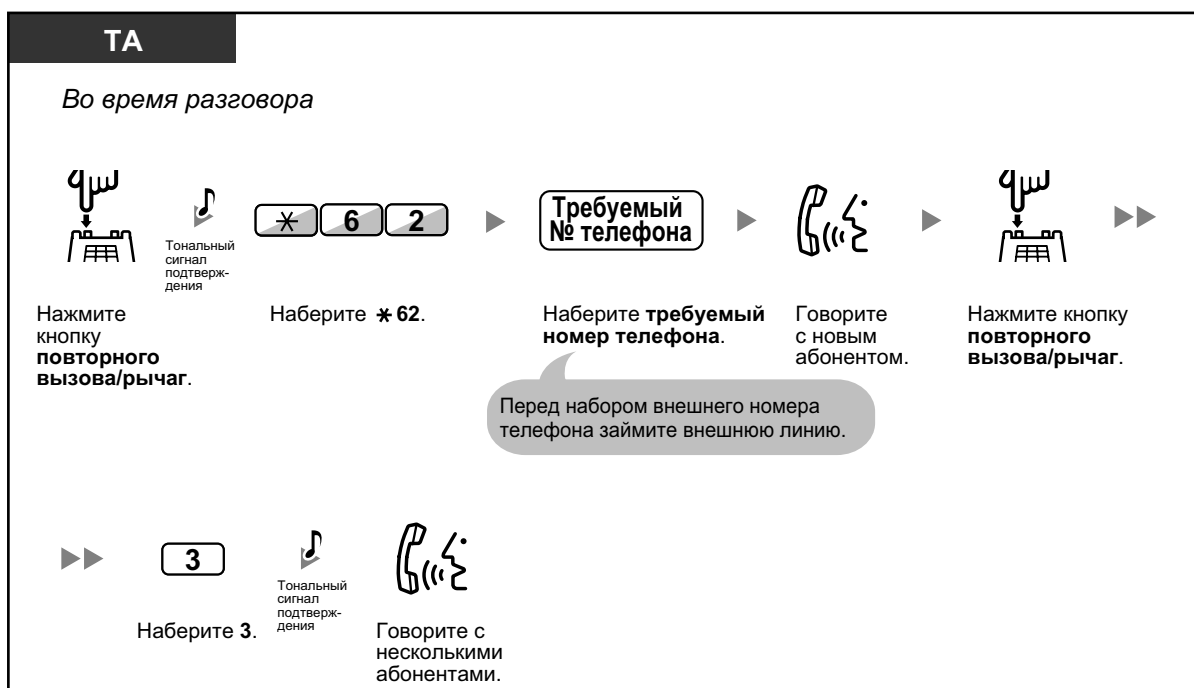 ТА
Во время разговора
Тональный
сигнал
подтверж-
дения
6
2
Требуемый
№ телефона
Нажмите
кнопку
повторного
вызова/рычаг.
Наберите * 62.
Наберите требуемый
номер телефона.
Говорите
с новым
абонентом.
Нажмите кнопку
повторного
вызова/рычаг.
Перед набором внешнего номера
телефона займите внешнюю линию.
3
Тональный
сигнал
подтверж-
дения
Наберите 3.
Говорите с
несколькими
абонентами.